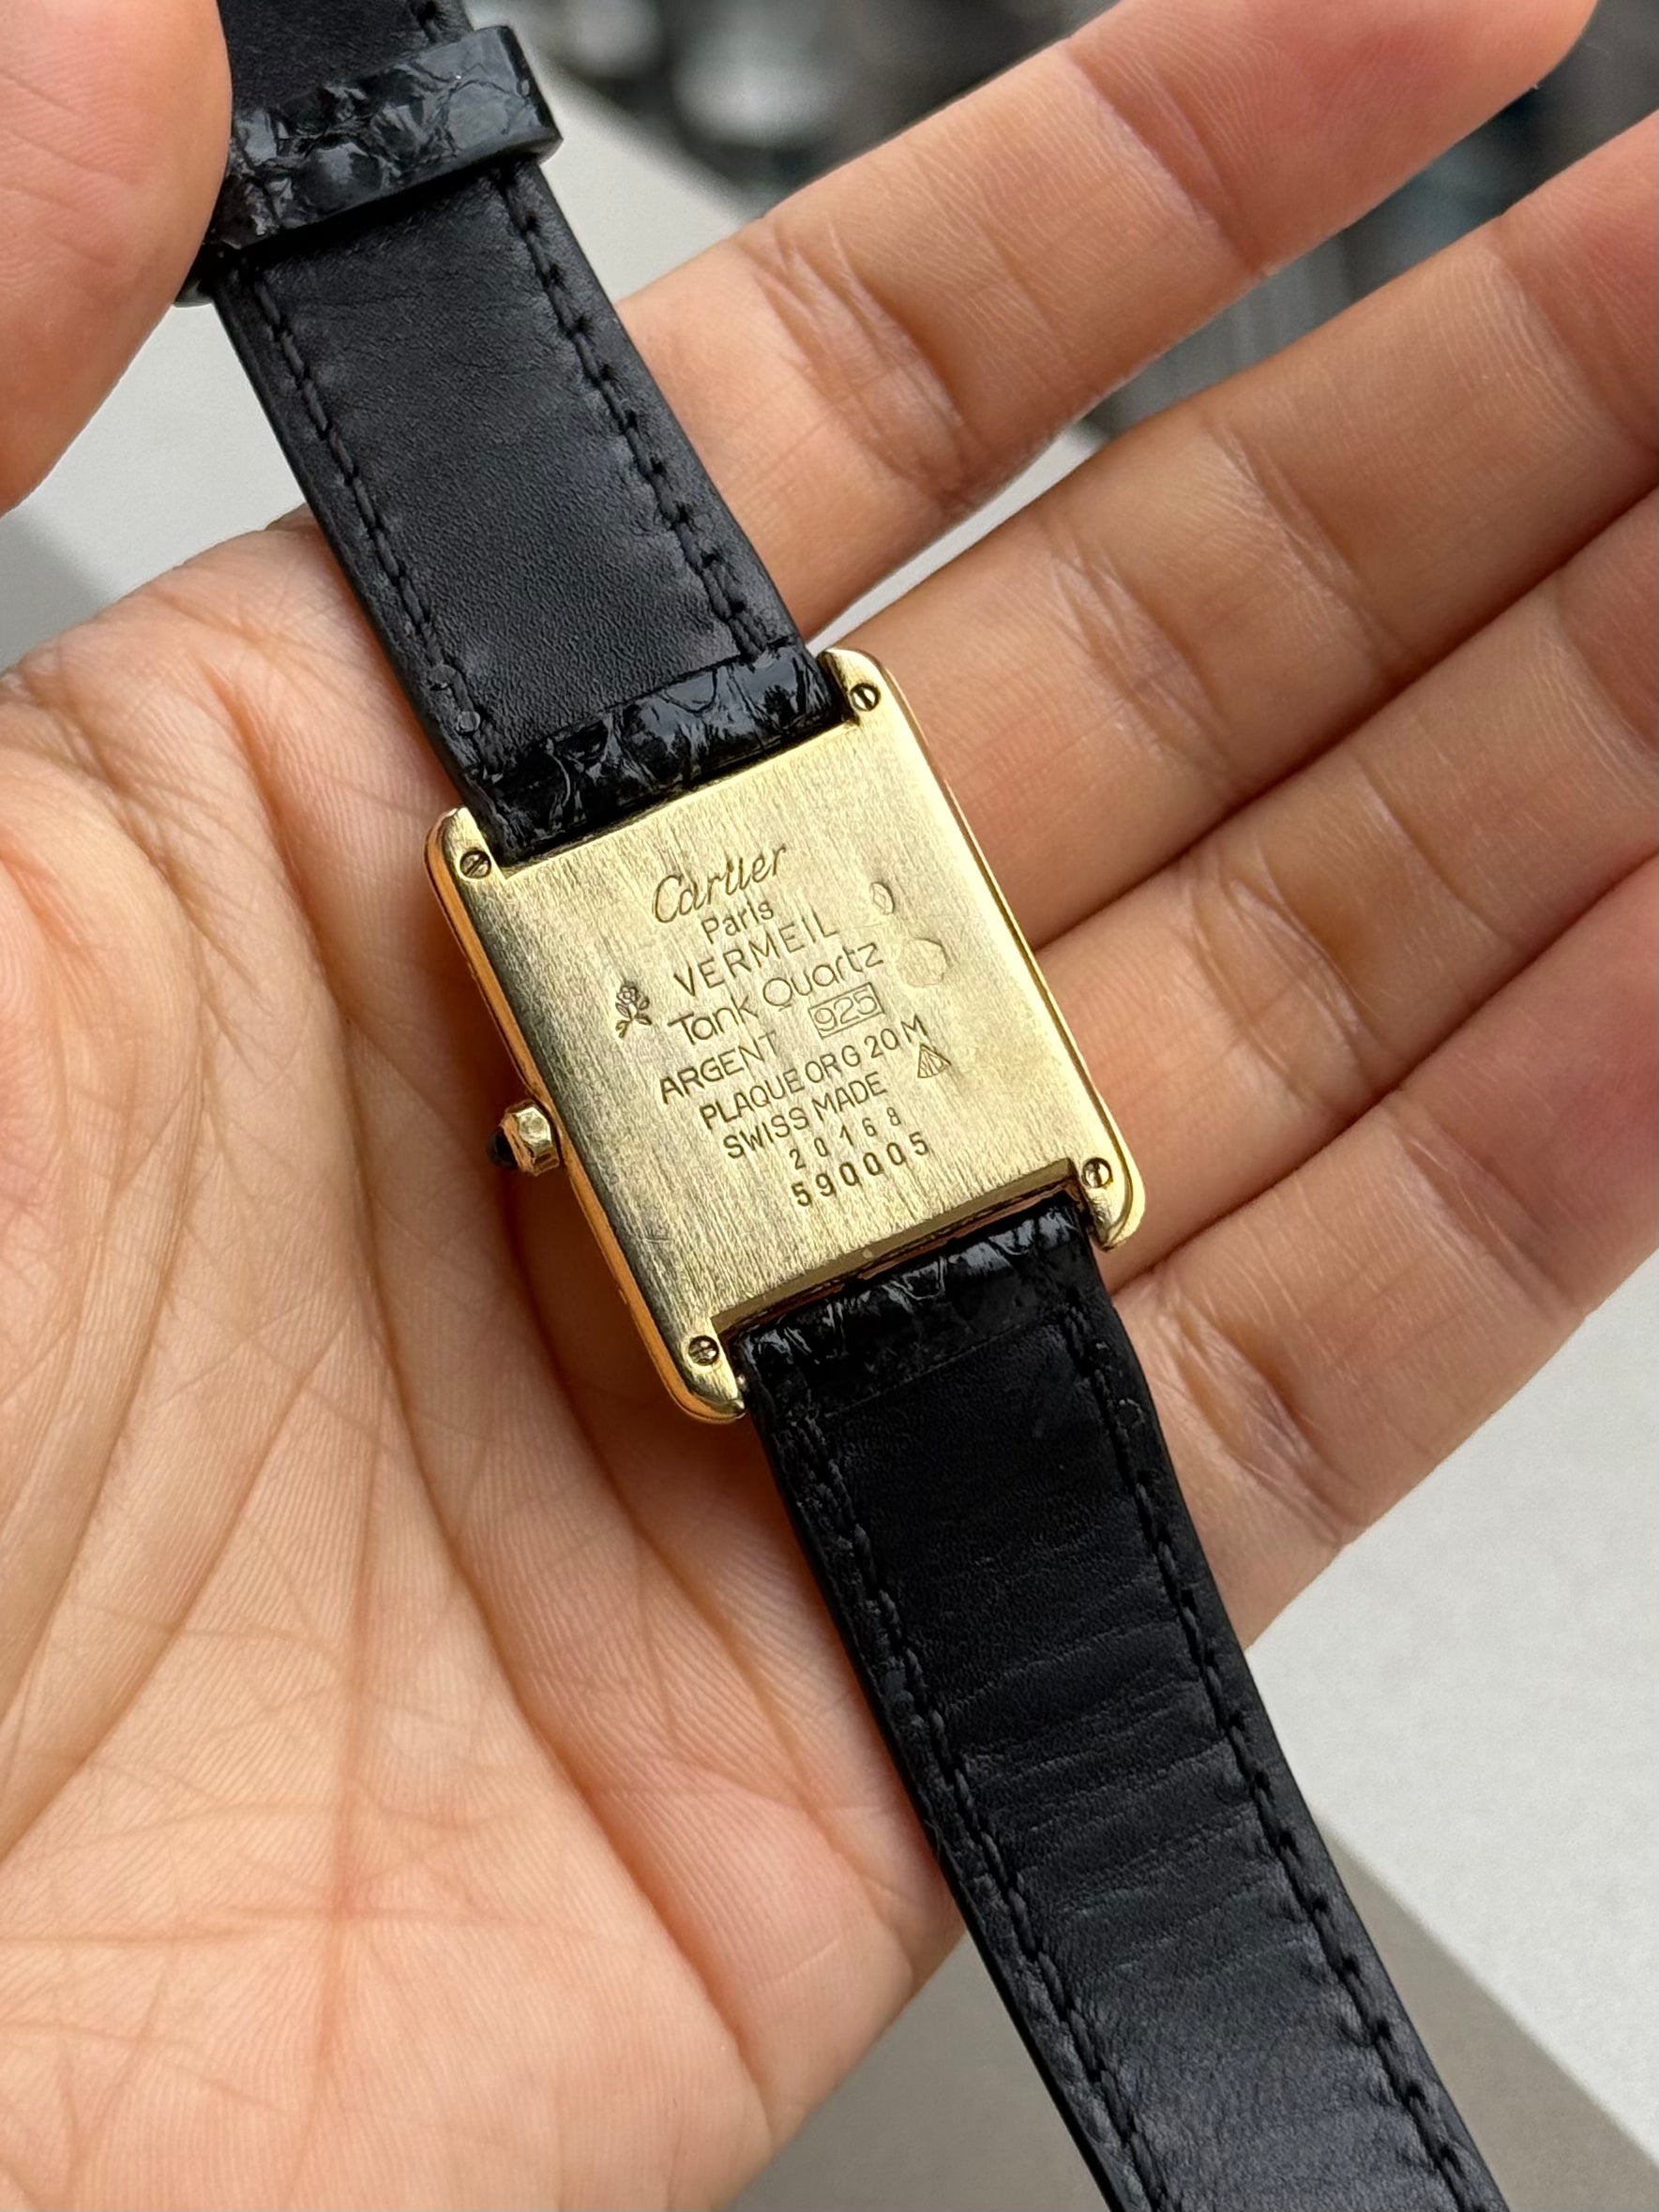 Cartier
Paris
VERMEIL
Tank Quartz
ARGENT 925
PLAQUE OR G 20 M
SWISS MADE
20168
590005